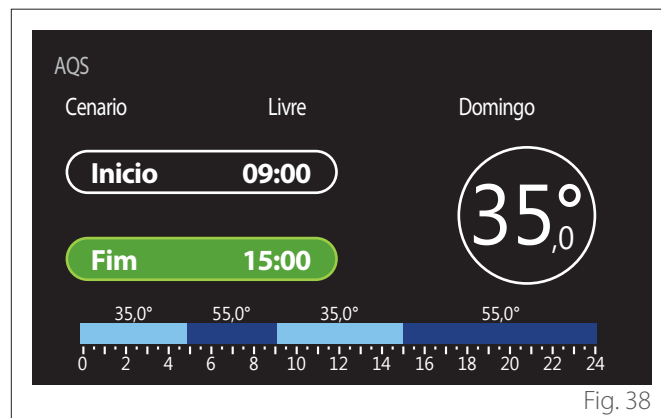 AQS
Cenario Livre Domingo
Inicio 09:00
35°,0
Fim 15:00
35,0° 55,0° 35,0° 55,0°
0 2 4 6 8 10 12 14 16 18 20 22 24
Fig. 38